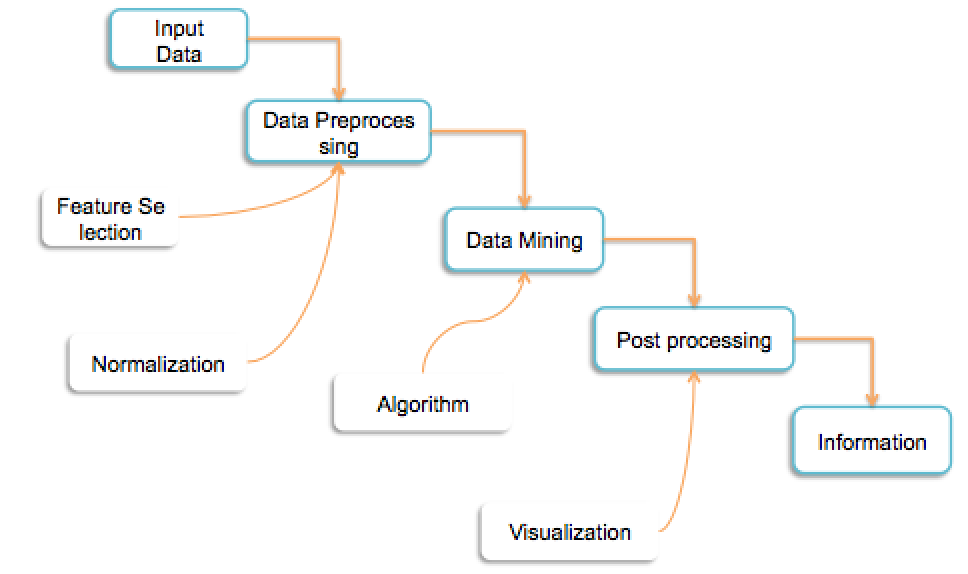 Input
Data
Data Preproces
sing
Feature Se
lection
Data Mining
Post processing
Normalization
Algorithm
Information
Visualization